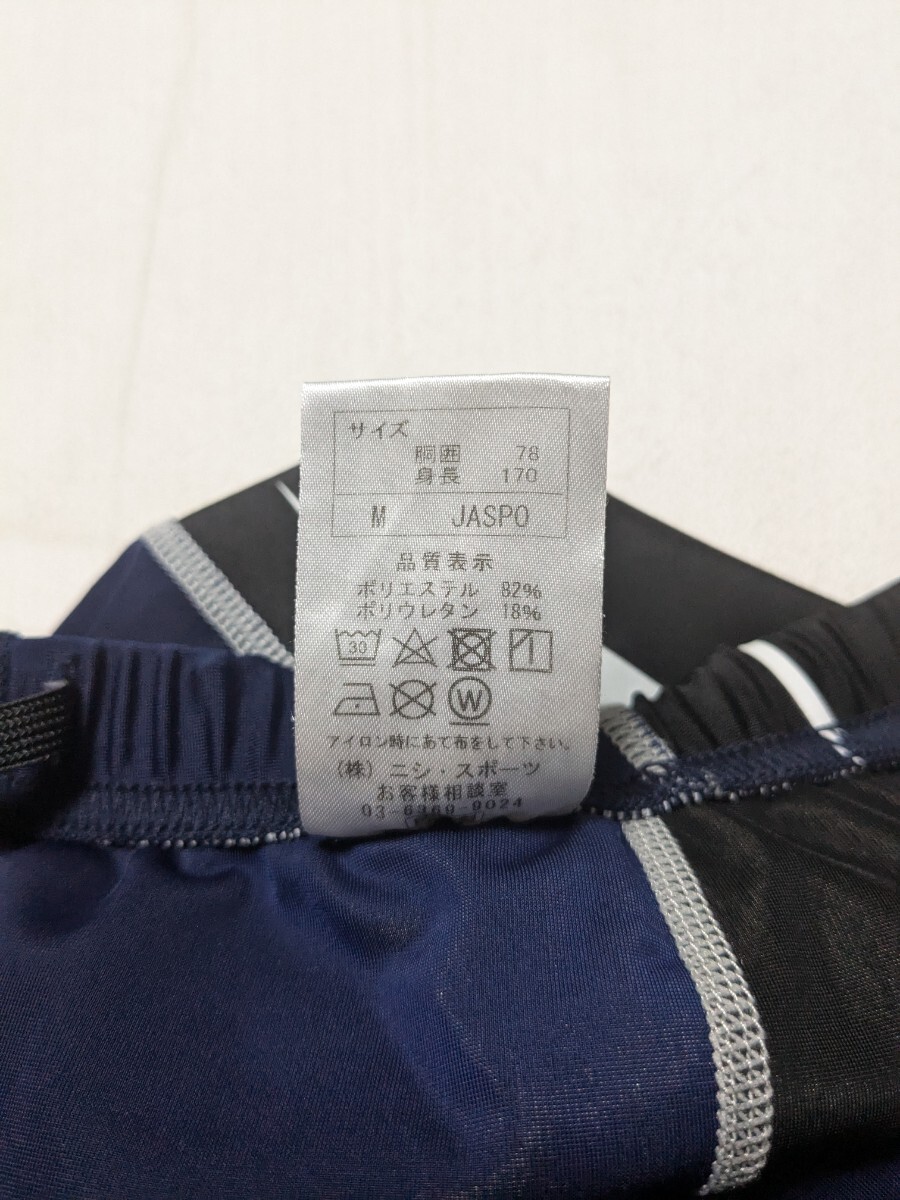 サイズ
胴囲 78
身長 170
M JASPO
品質表示
ポリエステル 82%
ポリウレタン 18%
30
W
アイロン時にあて布をして下さい。
(株) ニシ・スポーツ
お客様相談室
03-6369-9024